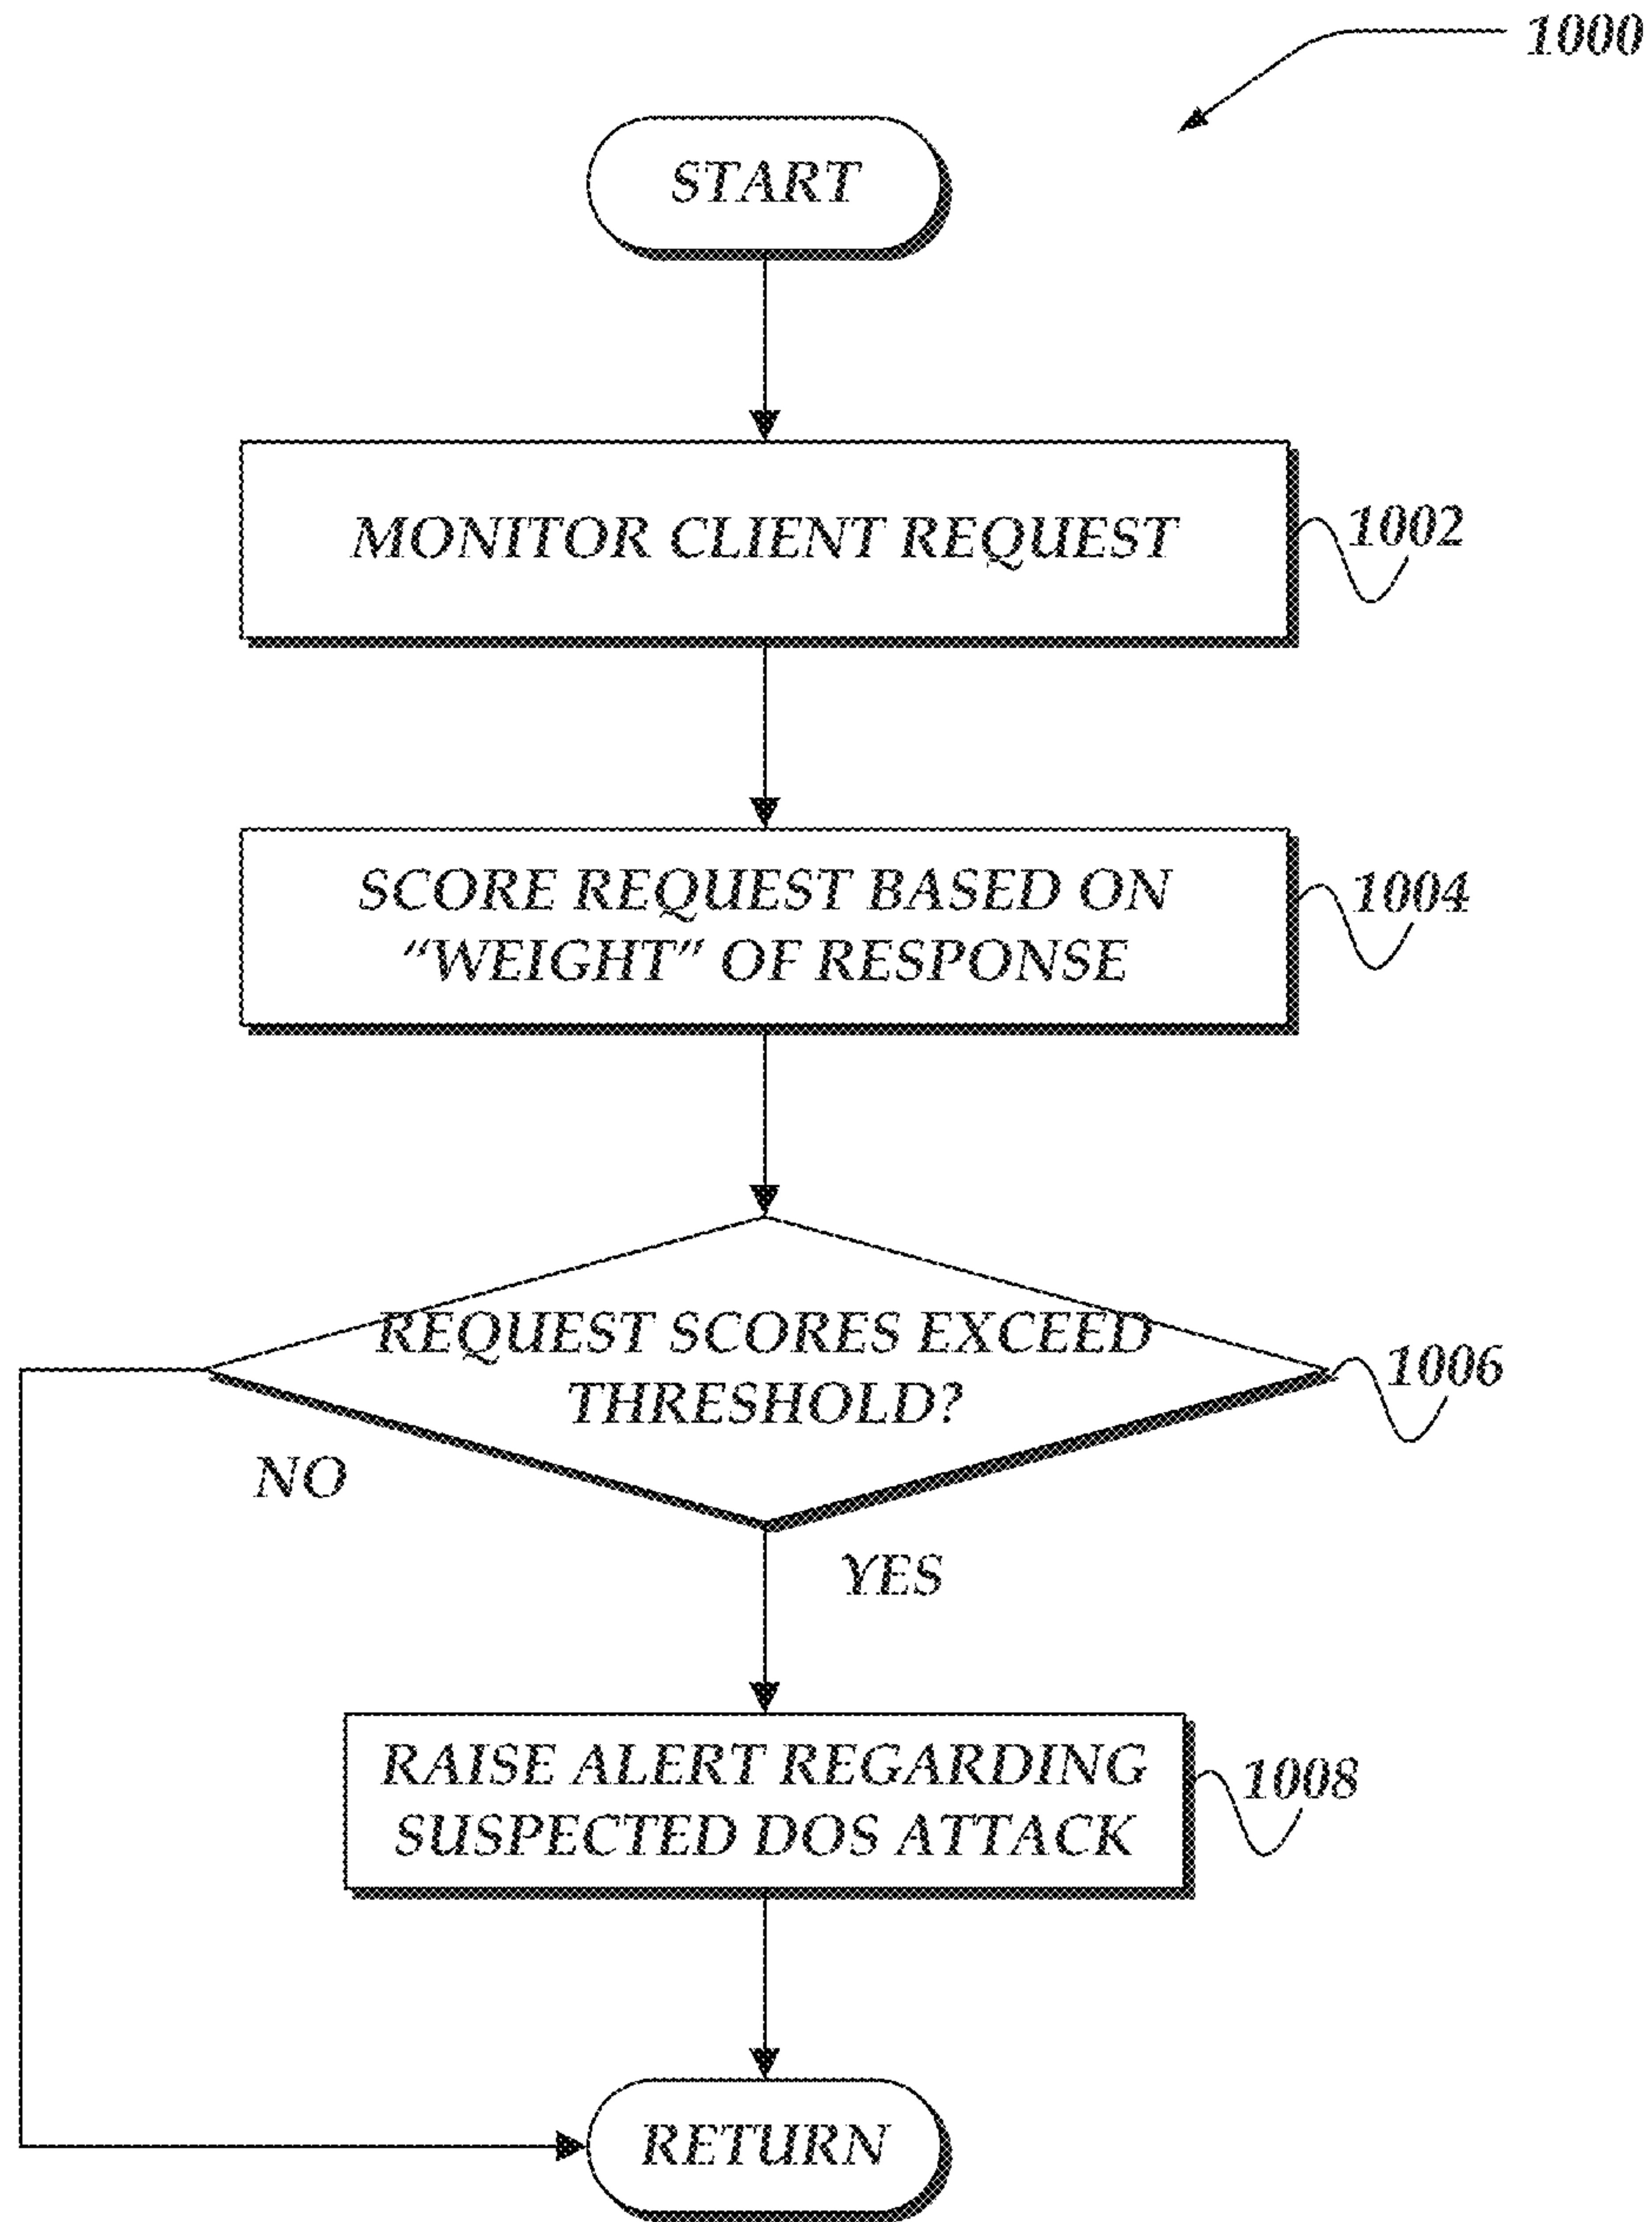 1000
START
MONITOR CLIENT REQUEST
1002
SCORE REQUEST BASED ON
“WEIGHT” OF RESPONSE
1004
REQUEST SCORES EXCEED
THRESHOLD?
1006
NO
YES
RAISE ALERT REGARDING
SUSPECTED DOS ATTACK
1008
RETURN